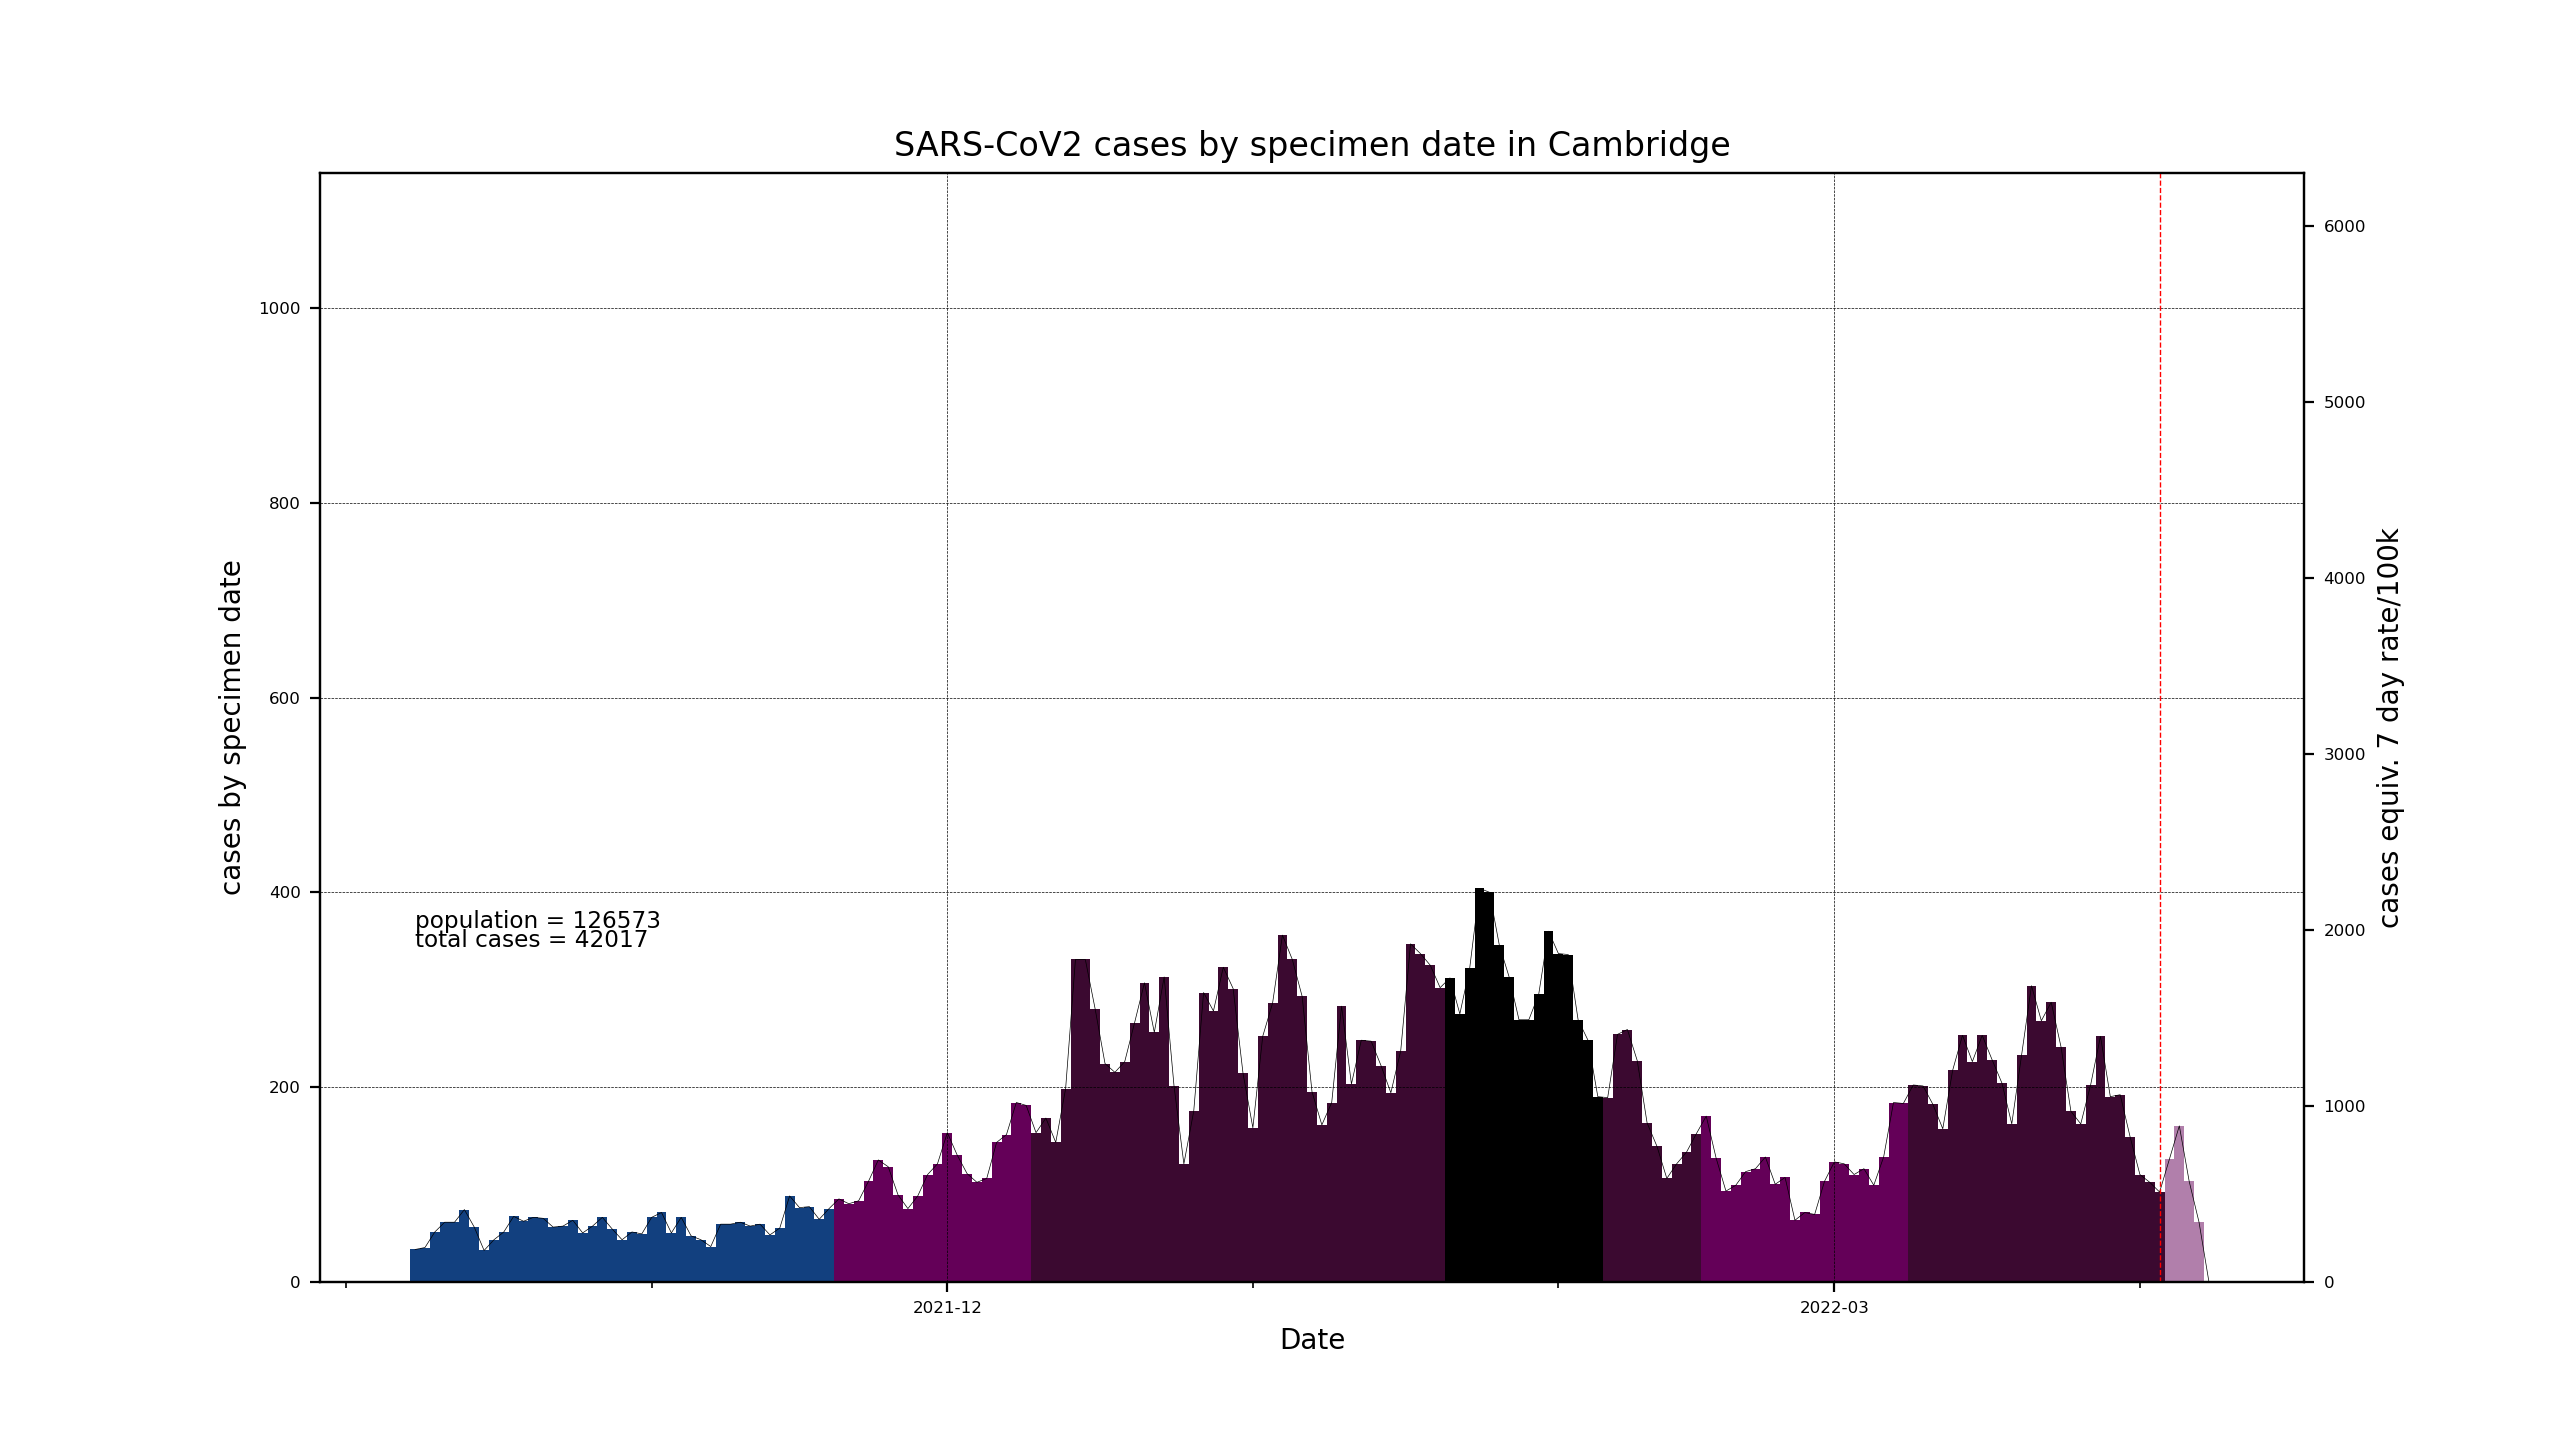 SARS-CoV2 cases by specimen date in Cambridge
cases by specimen date
1000
800
600
400
200
0
population = 126573
total cases = 42017
6000
5000
4000
3000
2000
1000
0
cases equiv. 7 day rate/100k
2021-12
2022-03
Date